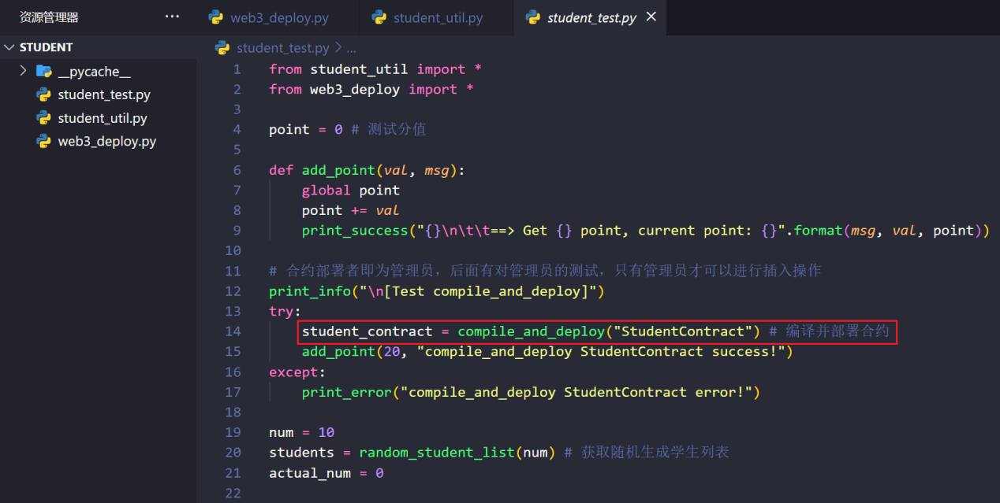 资源管理器 ···
web3_deploy.py student_util.py student_test.py ×
STUDENT
__pycache__
student_test.py
student_util.py
web3_deploy.py
student_test.py > ...
1 from student_util import *
2 from web3_deploy import *
3
4 point = 0 # 测试分值
5
6 def add_point(val, msg):
7 global point
8 point += val
9 print_success("{}\n\t\t==> Get {} point, current point: {}".format(msg, val, point))
10
11 # 合约部署者即为管理员，后面有对管理员的测试，只有管理员才可以进行插入操作
12 print_info("\n[Test compile_and_deploy]")
13 try:
14 student_contract = compile_and_deploy("StudentContract") # 编译并部署合约
15 add_point(20, "compile_and_deploy StudentContract success!")
16 except:
17 print_error("compile_and_deploy StudentContract error!")
18
19 num = 10
20 students = random_student_list(num) # 获取随机生成学生列表
21 actual_num = 0
22